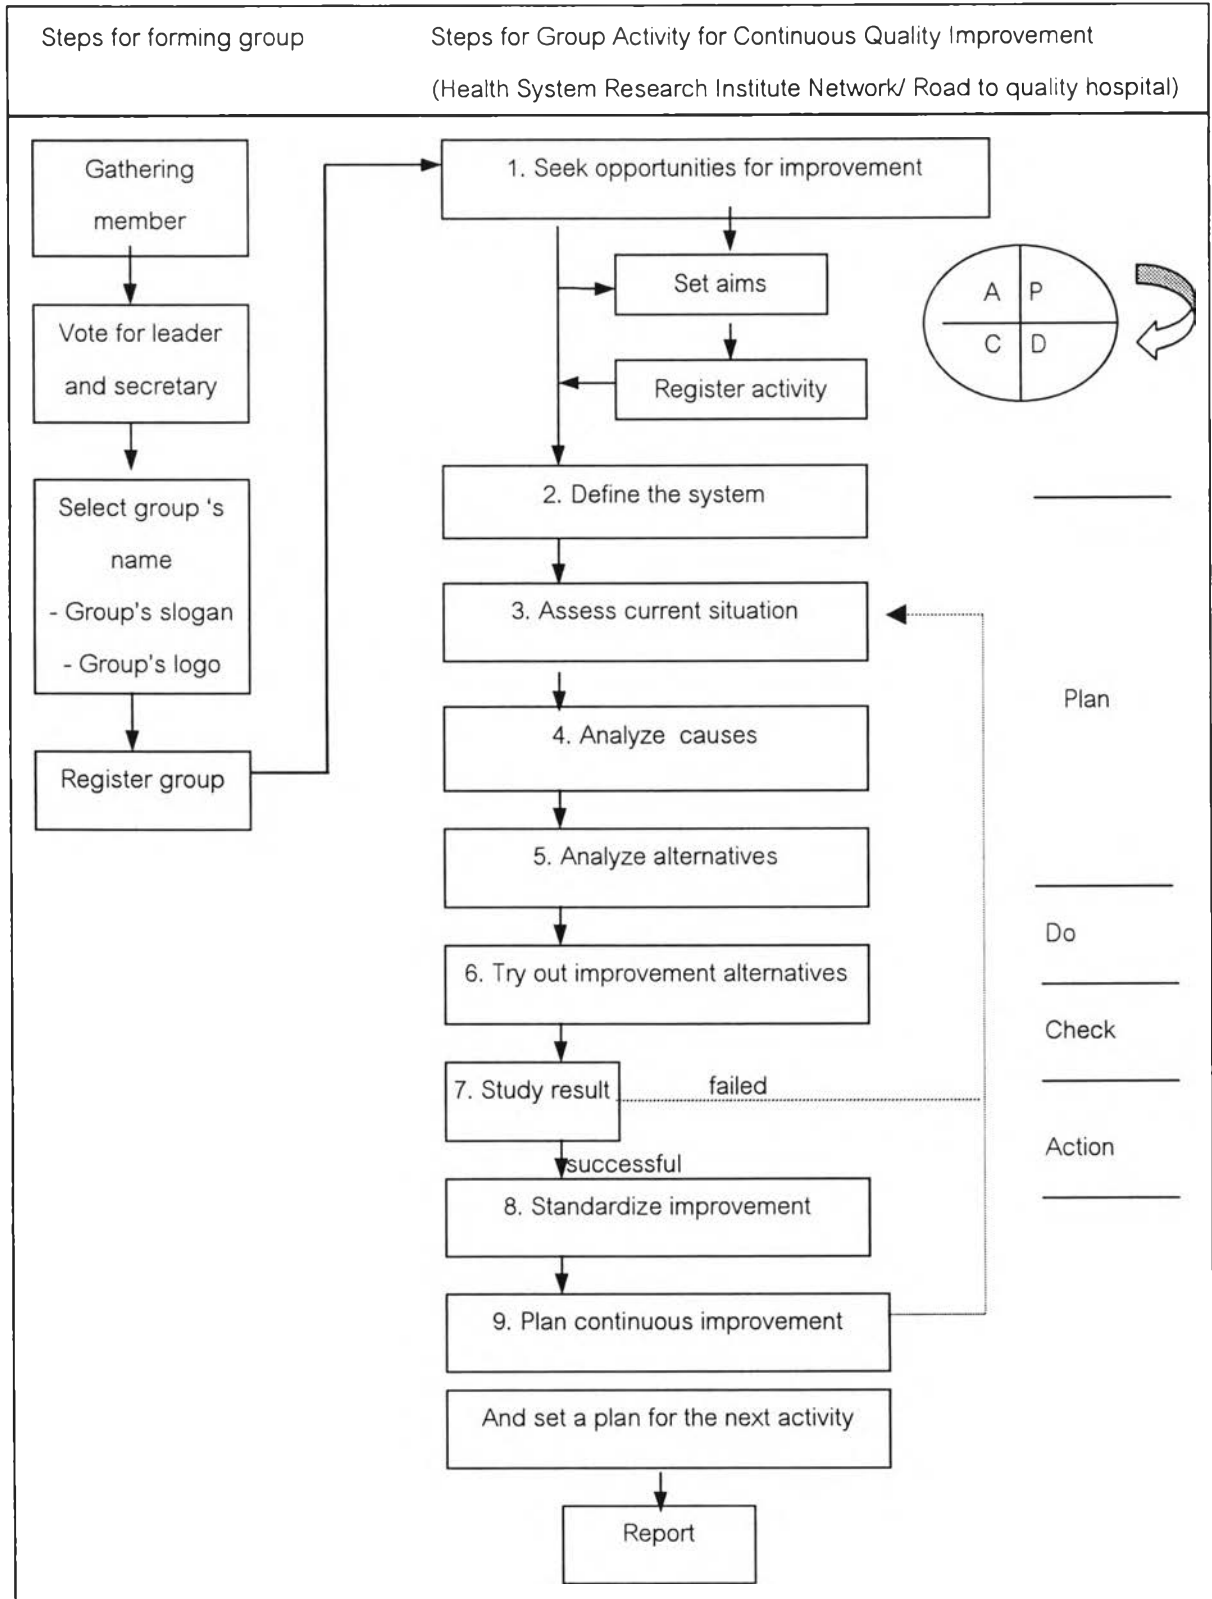 Steps for forming group
Steps for Group Activity for Continuous Quality Improvement
(Health System Research Institute Network/ Road to quality hospital)
Gathering
member
Vote for leader
and secretary
Select group 's
name
- Group's slogan
- Group's logo
Register group
1. Seek opportunities for improvement
Set aims
Register activity
A P
C D
2. Define the system
3. Assess current situation
4. Analyze causes
5. Analyze alternatives
6. Try out improvement alternatives
7. Study result
failed
successful
8. Standardize improvement
9. Plan continuous improvement
And set a plan for the next activity
Report
Plan
Do
Check
Action